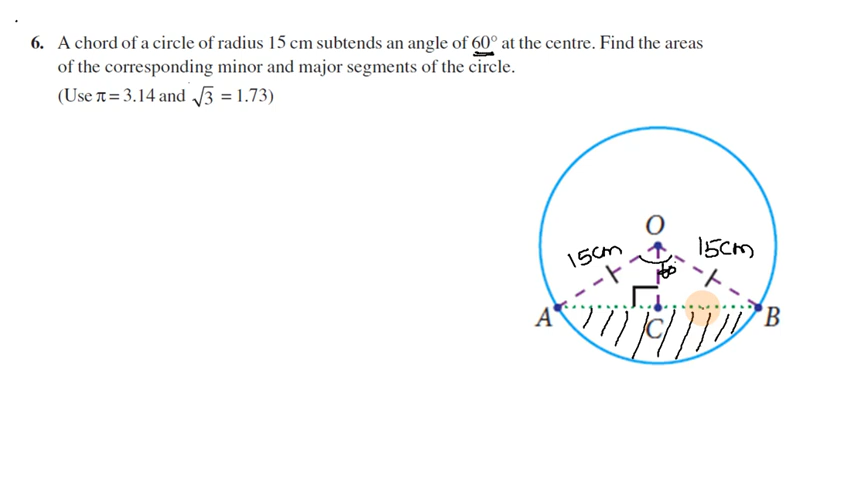 6. A chord of a circle of radius 15 cm subtends an angle of 60° at the centre. Find the areas
of the corresponding minor and major segments of the circle.
(Use π = 3.14 and √3 = 1.73)
O
15cm
15cm
A
C
B